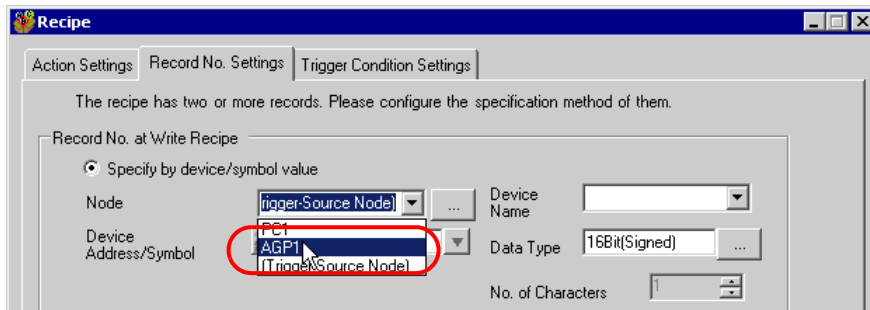 Recipe
Action Settings Record No. Settings Trigger Condition Settings
The recipe has two or more records. Please configure the specification method of them.
Record No. at Write Recipe
Specify by device/symbol value
Node rigger-Source Node) ... Device Name
PC1
Device Address/Symbol AGP1 Data Type 16Bit(Signed) ...
(Trigger-Source Node)
No. of Characters 1